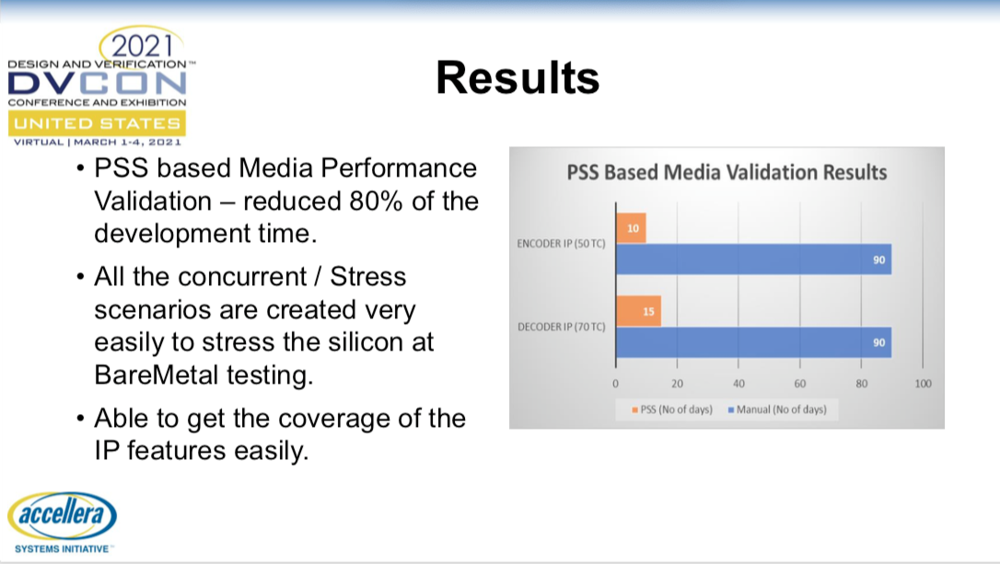 2021
DESIGN AND VERIFICATION™
DVCON
CONFERENCE AND EXHIBITION
UNITED STATES
VIRTUAL | MARCH 1-4, 2021
Results
• PSS based Media Performance
Validation – reduced 80% of the
development time.
• All the concurrent / Stress
scenarios are created very
easily to stress the silicon at
BareMetal testing.
• Able to get the coverage of the
IP features easily.
PSS Based Media Validation Results
ENCODER IP (50 TC)
10
90
DECODER IP (70 TC)
15
90
0 20 40 60 80 100
PSS (No of days) Manual (No of days)
accellera
SYSTEMS INITIATIVE™